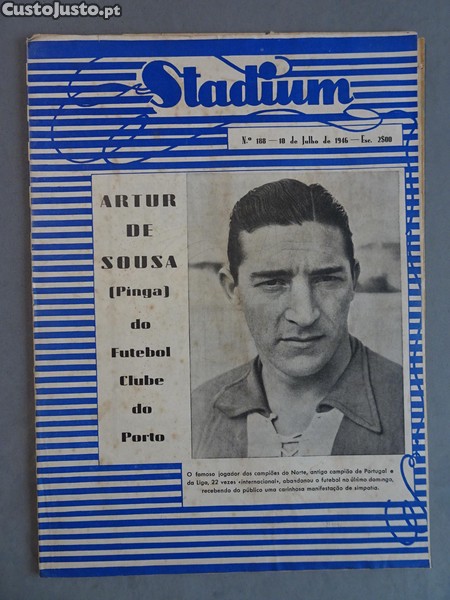 CustoJusto.pt
Stadium
N.º 188 — 10 de Julho de 1946 — Esc. 2$00
ARTUR
DE
SOUSA
(Pinga)
do
Futebol
Clube
do
Porto
O famoso jogador dos campiões do Norte, antigo campião de Portugal e
da Liga, 22 vezes «internacional», abandonou o futebol no último domingo,
recebendo do público uma carinhosa manifestação de simpatia.